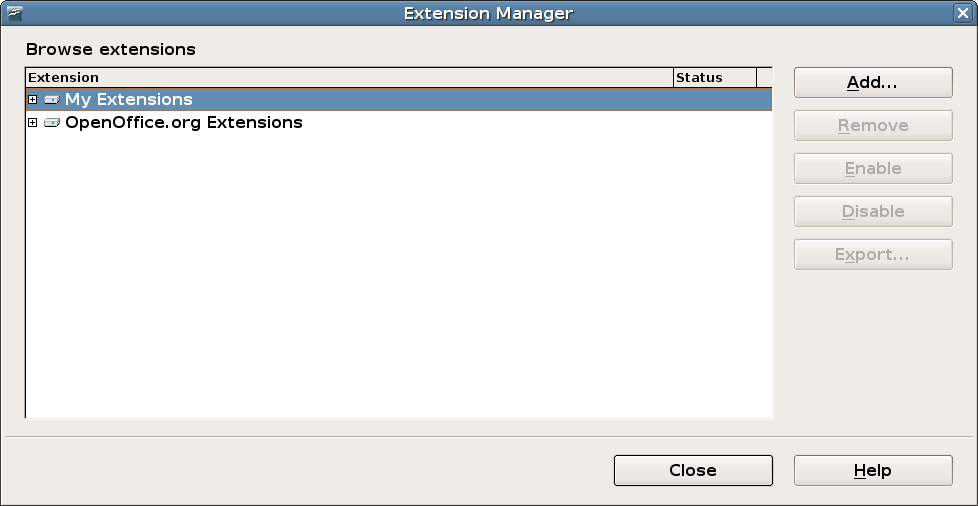 Extension Manager
Browse extensions
Extension Status
My Extensions
OpenOffice.org Extensions
Add...
Remove
Enable
Disable
Export...
Close
Help